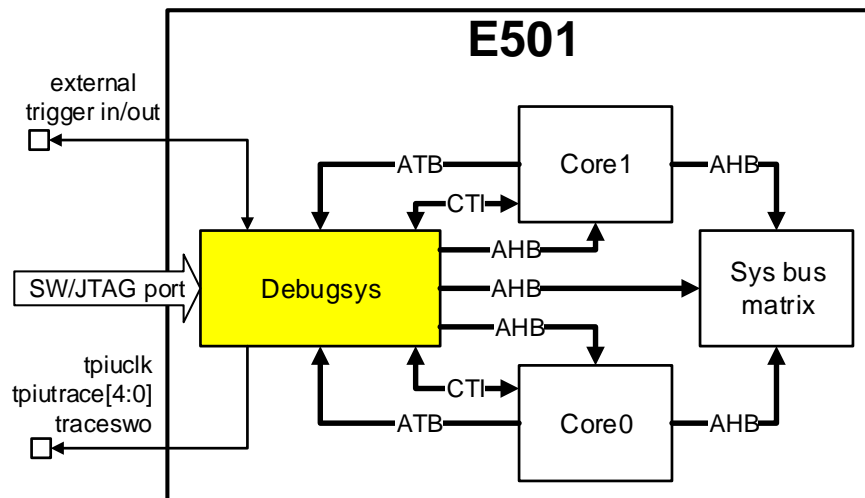 E501
external
trigger in/out
ATB
Core1
AHB
CTI
AHB
SW/JTAG port
Debugsys
AHB
Sys bus
matrix
AHB
tpiuclk
tpiutrace[4:0]
traceswo
CTI
ATB
Core0
AHB